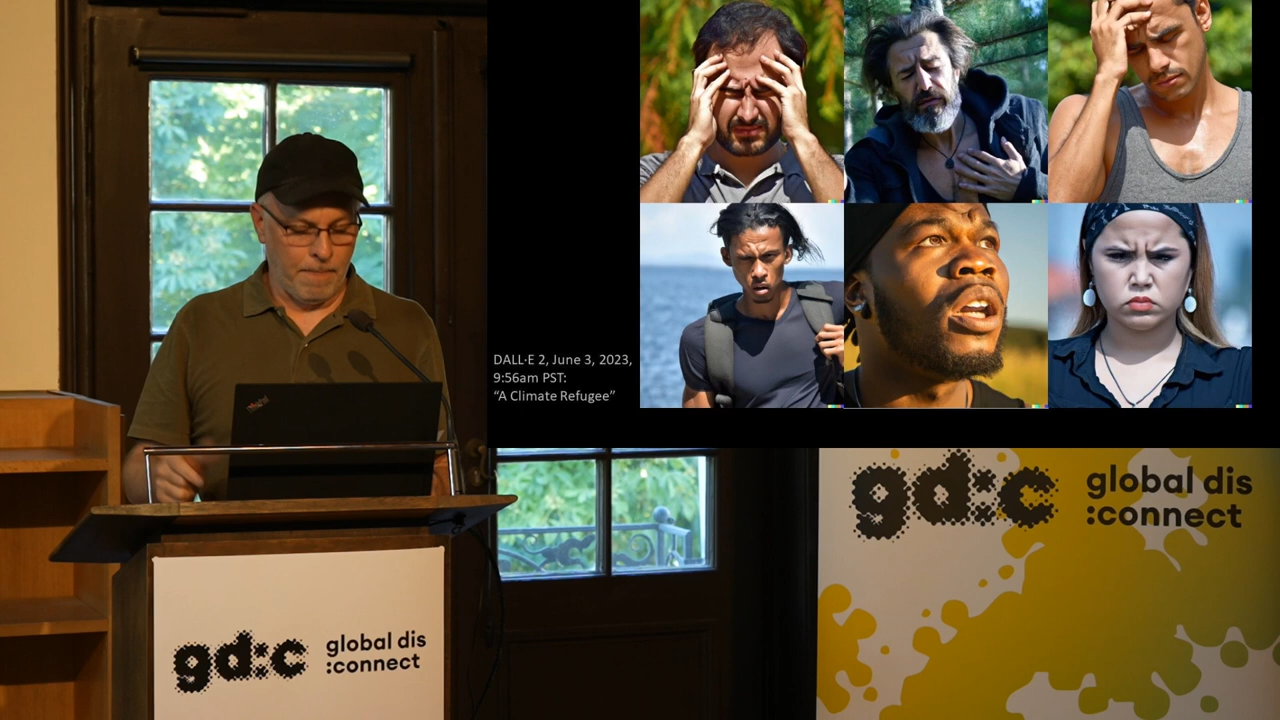 DALL·E 2, June 3, 2023,
9:56am PST:
“A Climate Refugee”
gd:c
global dis
:connect
gd:c
global dis
:connect